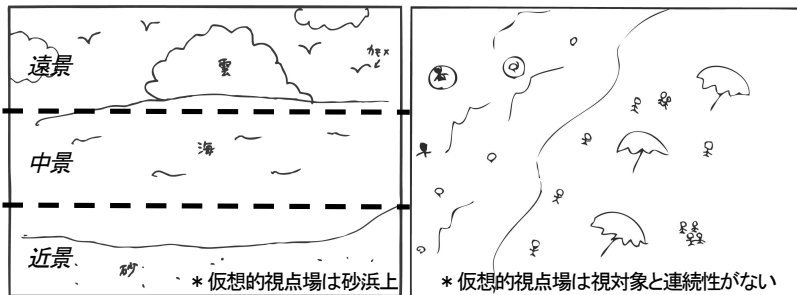 遠景
雲
カモメ
海
中景
近景
砂
*仮想的視点場は砂浜上
*仮想的視点場は視対象と連続性がない